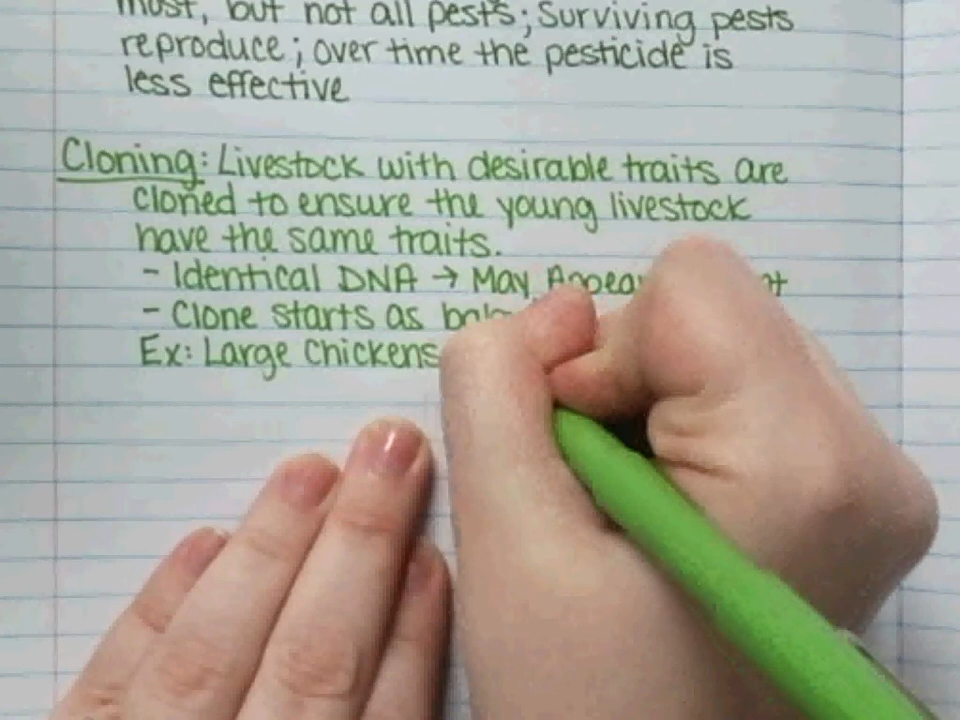 most, but not all pests; Surviving pests
reproduce; over time the pesticide is
less effective
Cloning: Livestock with desirable traits are
cloned to ensure the young livestock
have the same traits.
- Identical DNA → May Appear
- Clone starts as
Ex: Large Chickens